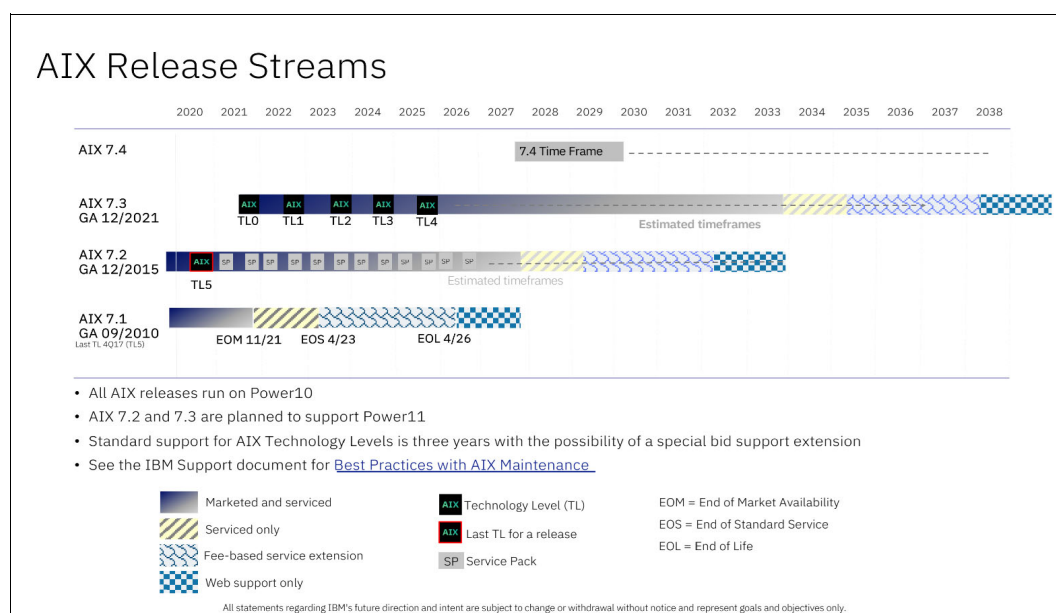 AIX Release Streams
2020 2021 2022 2023 2024 2025 2026 2027 2028 2029 2030 2031 2032 2033 2034 2035 2036 2037 2038
AIX 7.4
7.4 Time Frame
AIX 7.3
GA 12/2021
AIX AIX AIX AIX AIX
TL0 TL1 TL2 TL3 TL4
Estimated timeframes
AIX 7.2
GA 12/2015
AIX SP SP SP SP SP SP SP SP SP SP SP SP
TL5
Estimated timeframes
AIX 7.1
GA 09/2010
Last TL 4Q17 (TL5)
EOM 11/21 EOS 4/23 EOL 4/26
• All AIX releases run on Power10
• AIX 7.2 and 7.3 are planned to support Power11
• Standard support for AIX Technology Levels is three years with the possibility of a special bid support extension
• See the IBM Support document for Best Practices with AIX Maintenance
Marketed and serviced
Serviced only
Fee-based service extension
Web support only
AIX Technology Level (TL)
AIX Last TL for a release
SP Service Pack
EOM = End of Market Availability
EOS = End of Standard Service
EOL = End of Life
All statements regarding IBM's future direction and intent are subject to change or withdrawal without notice and represent goals and objectives only.